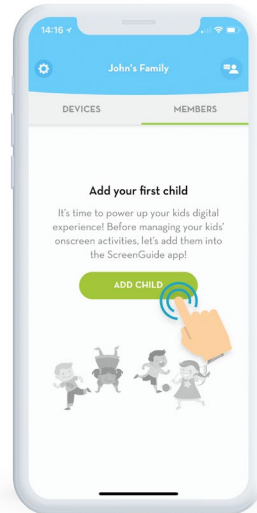 14:16
John's Family
DEVICES MEMBERS
Add your first child
It's time to power up your kids digital
experience! Before managing your kids'
onscreen activities, let's add them into
the ScreenGuide app!
ADD CHILD